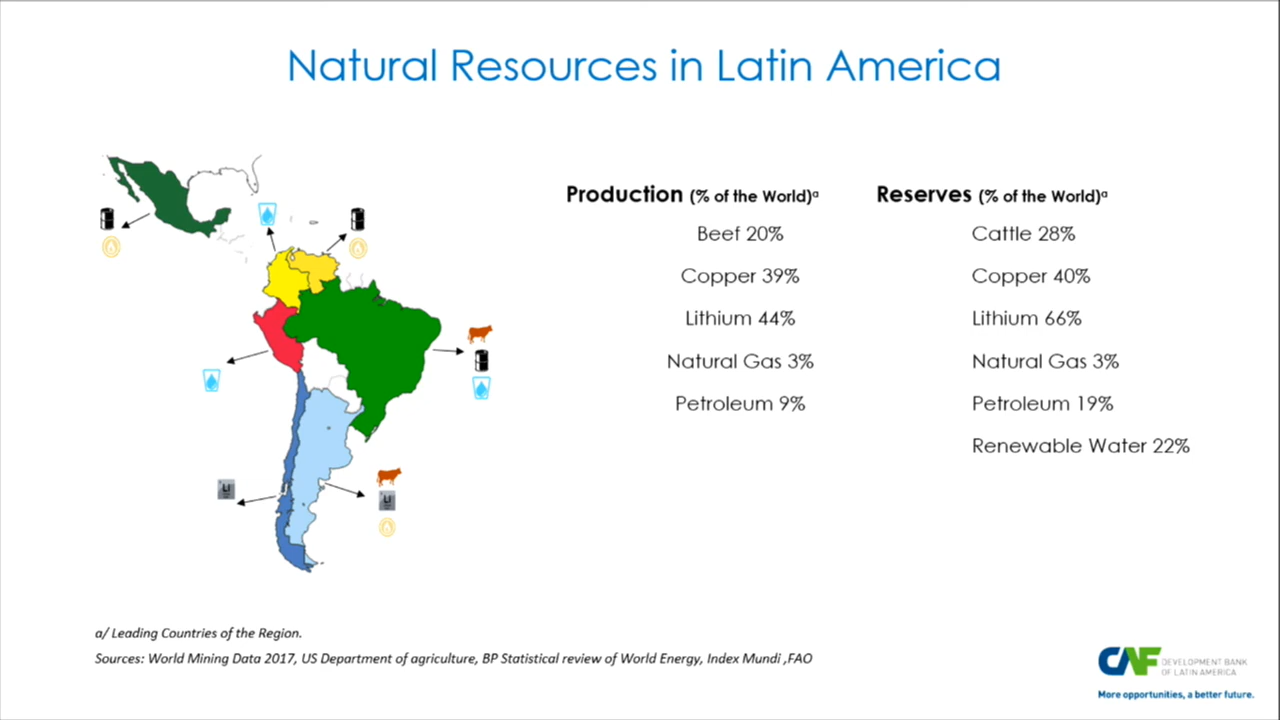 Natural Resources in Latin America
Production (% of the World)ᵃ
Beef 20%
Copper 39%
Lithium 44%
Natural Gas 3%
Petroleum 9%
Reserves (% of the World)ᵃ
Cattle 28%
Copper 40%
Lithium 66%
Natural Gas 3%
Petroleum 19%
Renewable Water 22%
LI
LI
a/ Leading Countries of the Region.
Sources: World Mining Data 2017, US Department of agriculture, BP Statistical review of World Energy, Index Mundi ,FAO
CAF DEVELOPMENT BANK
OF LATIN AMERICA
More opportunities, a better future.